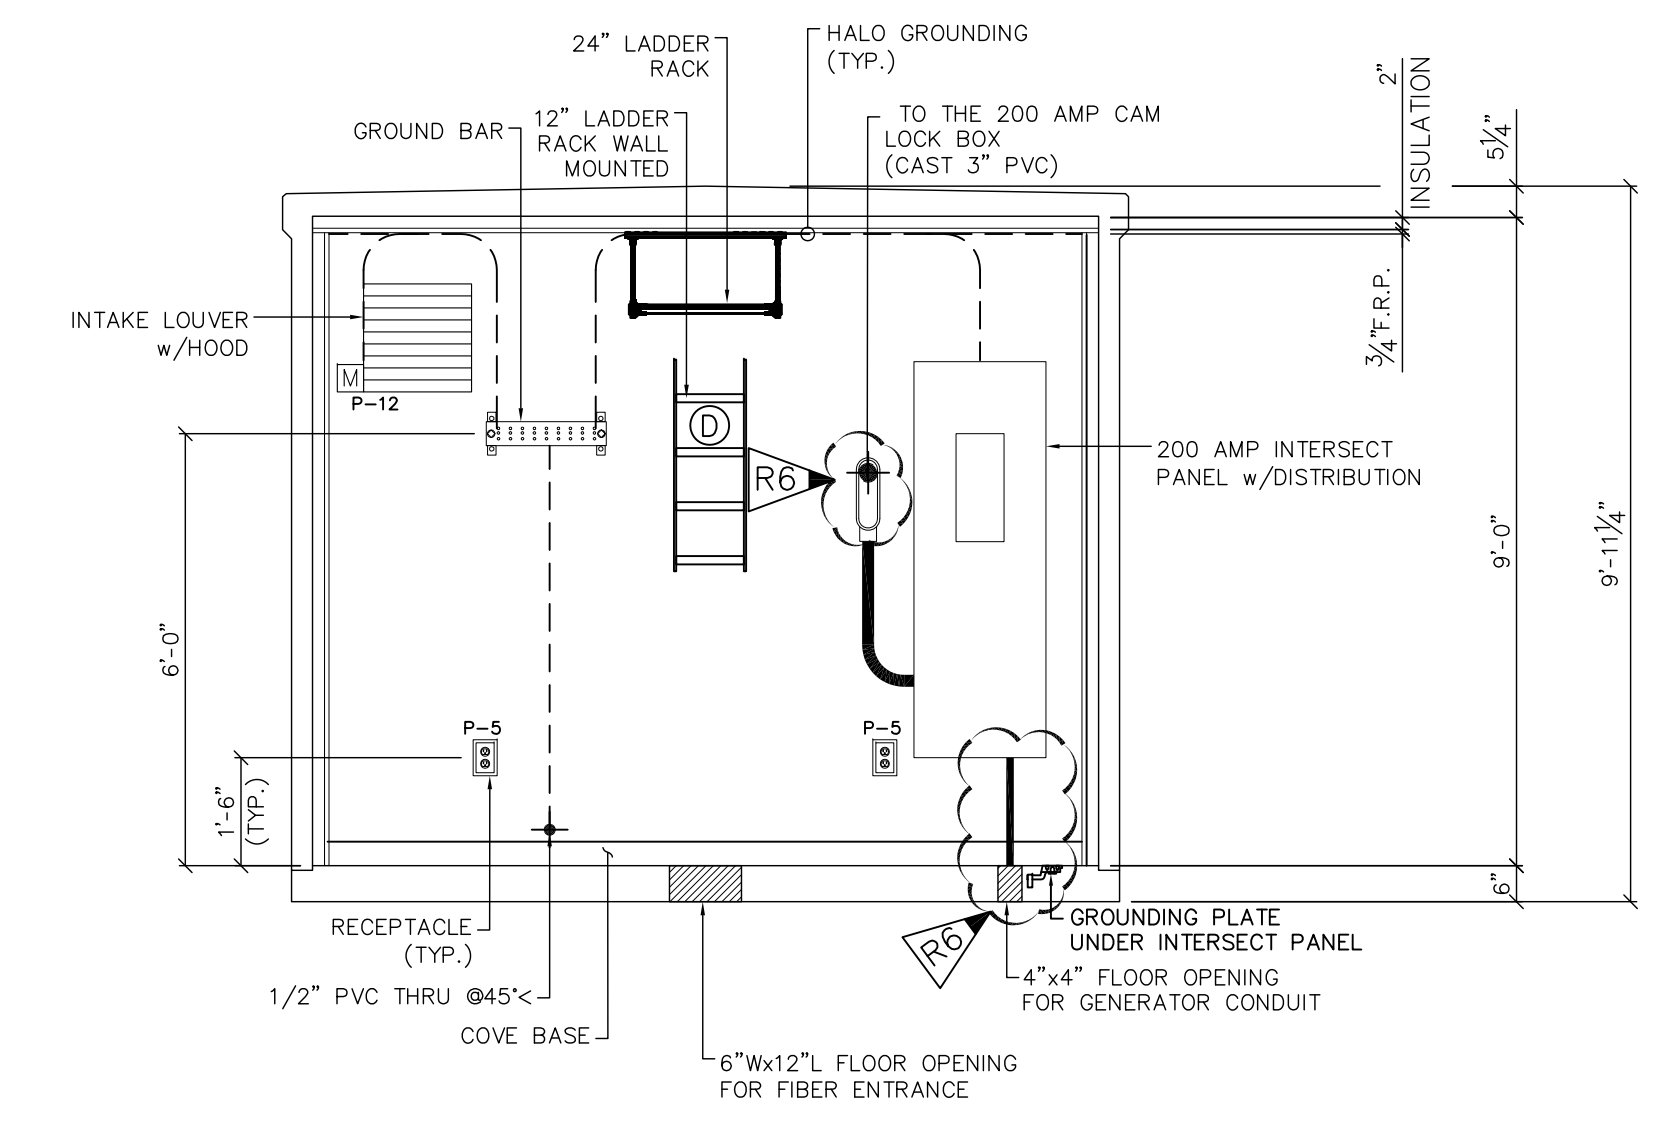 HALO GROUNDING
(TYP.)
24" LADDER
RACK
12" LADDER
RACK WALL
MOUNTED
GROUND BAR
TO THE 200 AMP CAM
LOCK BOX
(CAST 3" PVC)
2"
INSULATION
5 1/4"
3/4"F.R.P.
INTAKE LOUVER
w/HOOD
M
P-12
D
R6
200 AMP INTERSECT
PANEL w/DISTRIBUTION
9'-0"
9'-11 1/4"
6'-0"
P-5
P-5
1'-6"
(TYP.)
6"
RECEPTACLE
(TYP.)
1/2" PVC THRU @45°<
COVE BASE
6"Wx12"L FLOOR OPENING
FOR FIBER ENTRANCE
R6
GROUNDING PLATE
UNDER INTERSECT PANEL
4"x4" FLOOR OPENING
FOR GENERATOR CONDUIT